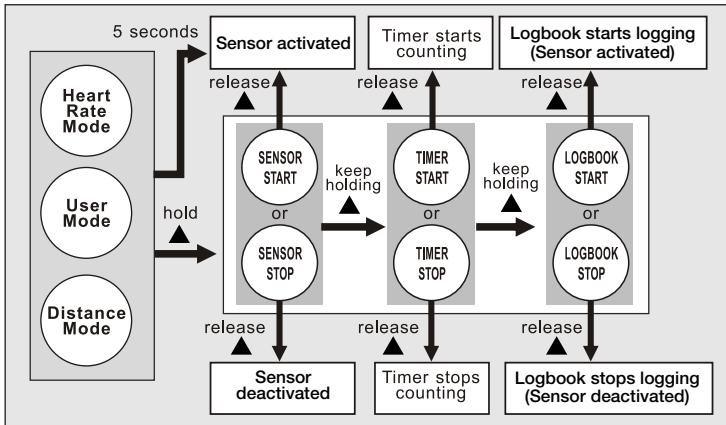 5 seconds
Sensor activated
Timer starts
counting
Logbook starts logging
(Sensor activated)
release
release
release
Heart
Rate
Mode
User
Mode
Distance
Mode
hold
SENSOR
START
or
SENSOR
STOP
keep
holding
TIMER
START
or
TIMER
STOP
keep
holding
LOGBOOK
START
or
LOGBOOK
STOP
release
release
release
Sensor
deactivated
Timer stops
counting
Logbook stops logging
(Sensor deactivated)